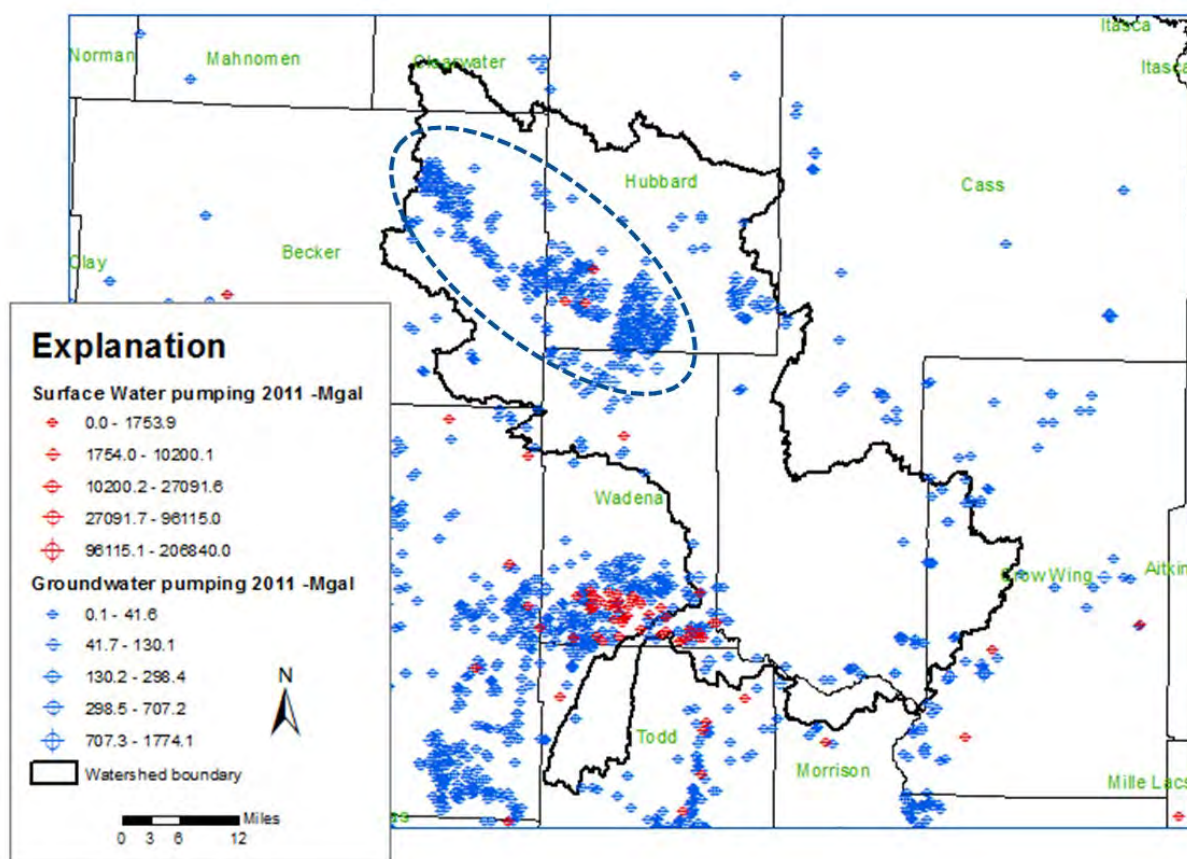 Itasca
Norman
Mahnomen
Clearwater
Itasca
Hubbard
Cass
Becker
Clay
Explanation
Surface Water pumping 2011 -Mgal
0.0 - 1753.9
1754.0 - 10200.1
10200.2 - 27091.6
27091.7 - 96115.0
96115.1 - 206840.0
Groundwater pumping 2011 -Mgal
0.1 - 41.6
41.7 - 130.1
130.2 - 298.4
298.5 - 707.2
707.3 - 1774.1
Watershed boundary
N
Miles
0 3 6 12
Wadena
Crow Wing
Aitkin
Todd
Morrison
Mille Lacs